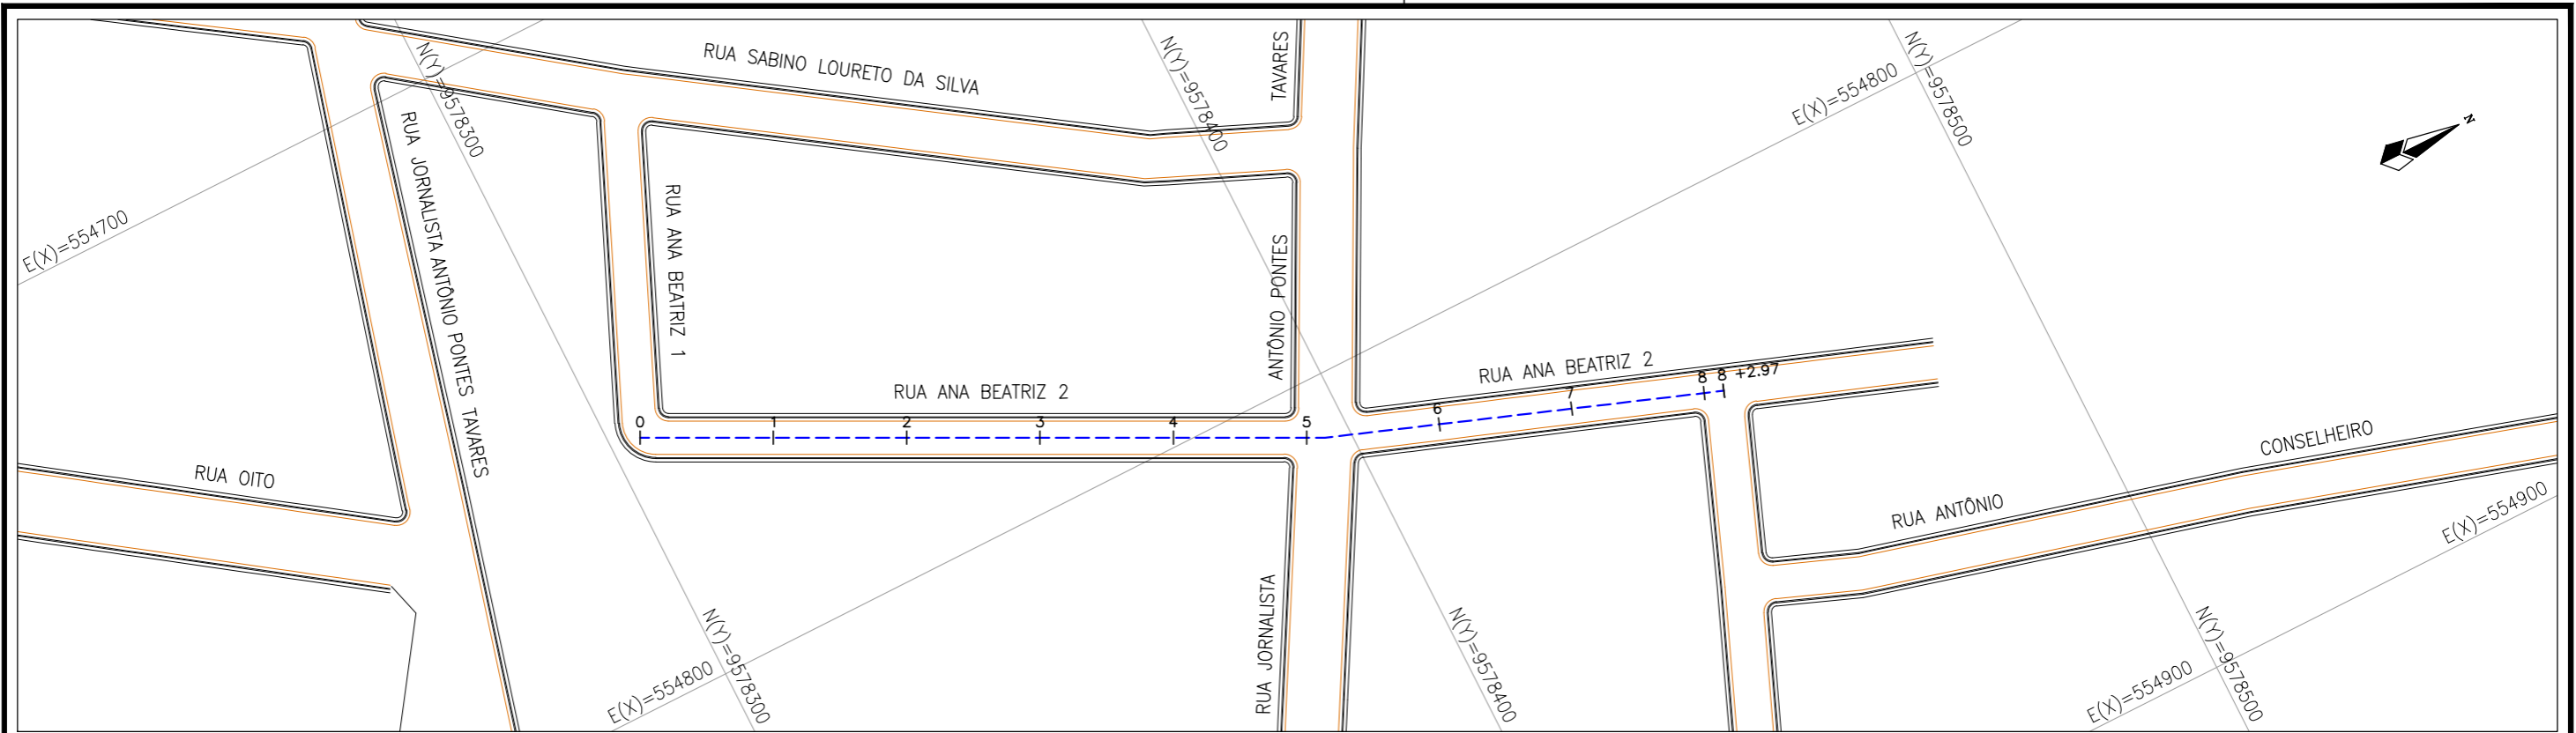 RUA SABINO LOURETO DA SILVA
TAVARES
N(Y)=9578300
N(Y)=9578400
E(X)=554800
N(Y)=9578500
N
RUA JORNALISTA ANTÔNIO PONTES TAVARES
E(X)=554700
RUA ANA BEATRIZ 1
ANTÔNIO PONTES
RUA ANA BEATRIZ 2
RUA ANA BEATRIZ 2
0 1 2 3 4 5 6 7 8 8 +2.97
RUA OITO
CONSELHEIRO
RUA ANTÔNIO
E(X)=554900
RUA JORNALISTA
E(X)=554800
N(Y)=9578300
N(Y)=9578400
E(X)=554900
N(Y)=9578500